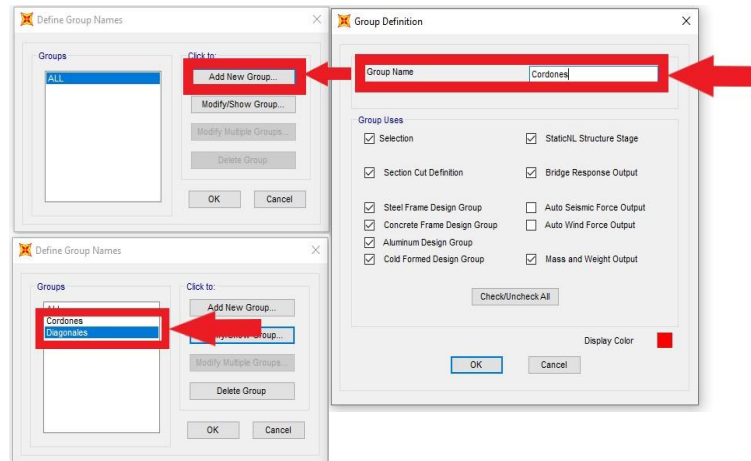 Define Group Names
Groups
ALL
Click to:
Add New Group...
Modify/Show Group...
Modify Multiple Groups...
Delete Group
OK Cancel
Group Definition
Group Name Cordones
Group Uses
Selection StaticNL Structure Stage
Section Cut Definition Bridge Response Output
Steel Frame Design Group Auto Seismic Force Output
Concrete Frame Design Group Auto Wind Force Output
Aluminum Design Group
Cold Formed Design Group Mass and Weight Output
Check/Uncheck All
Display Color
OK Cancel
Define Group Names
Groups
Cordones
Diagonales
Click to:
Add New Group...
Group...
Modify Multiple Groups...
Delete Group
OK Cancel